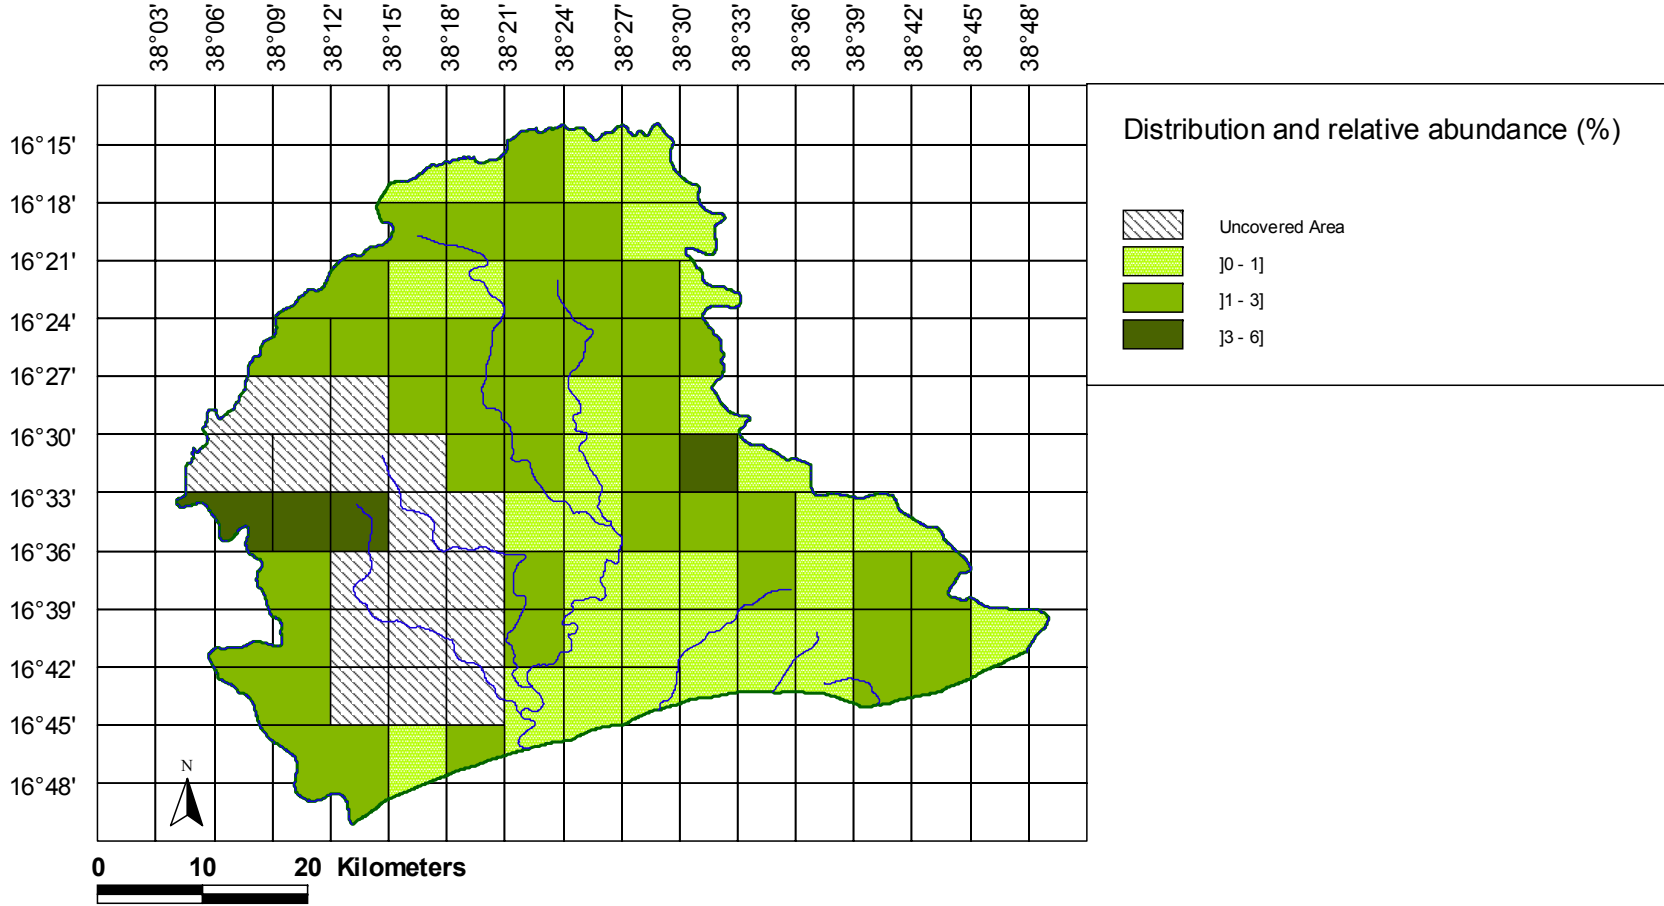 38°03' 38°06' 38°09' 38°12' 38°15' 38°18' 38°21' 38°24' 38°27' 38°30' 38°33' 38°36' 38°39' 38°42' 38°45' 38°48'
16°15'
16°18'
16°21'
16°24'
16°27'
16°30'
16°33'
16°36'
16°39'
16°42'
16°45'
16°48'
N
0 10 20 Kilometers
Distribution and relative abundance (%)
Uncovered Area
]0 - 1]
]1 - 3]
]3 - 6]